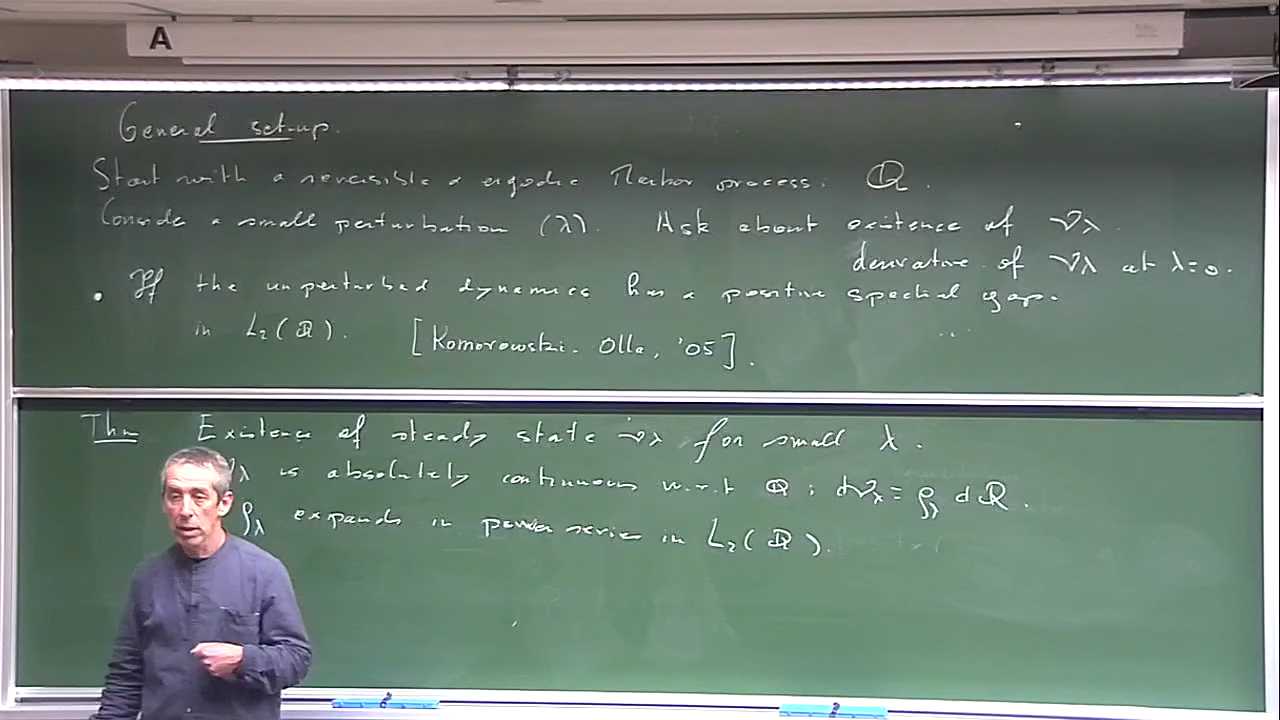 A
General set-up.
Start with a reversible & ergodic Markov process. ℚ.
Consider a small perturbation (λ). Ask about existence of νλ.
derivative of νλ at λ=0.
• If the unperturbed dynamics has a positive spectral gap.
in L₂(ℚ). [Komorowski-Olla, '05].
...
Thm Existence of steady state νλ for small λ.
νλ is absolutely continuous w.r.t ℚ; dνλ = ρλ dℚ.
ρλ expands in power series in L₂(ℚ).